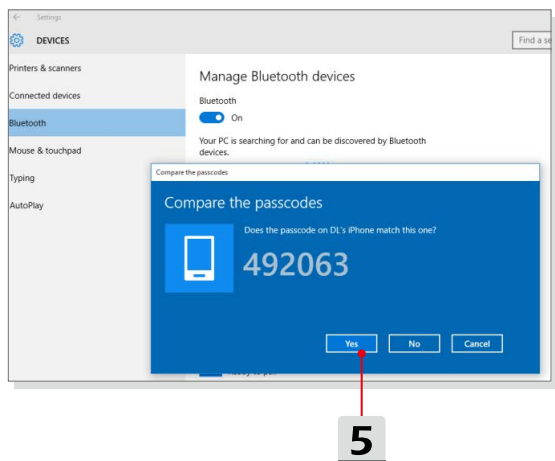 Settings
DEVICES
Find a se
Printers & scanners
Connected devices
Bluetooth
Mouse & touchpad
Typing
AutoPlay
Manage Bluetooth devices
Bluetooth
On
Your PC is searching for and can be discovered by Bluetooth
devices.
Compare the passcodes
Compare the passcodes
Does the passcode on DL's iPhone match this one?
492063
Yes No Cancel
5